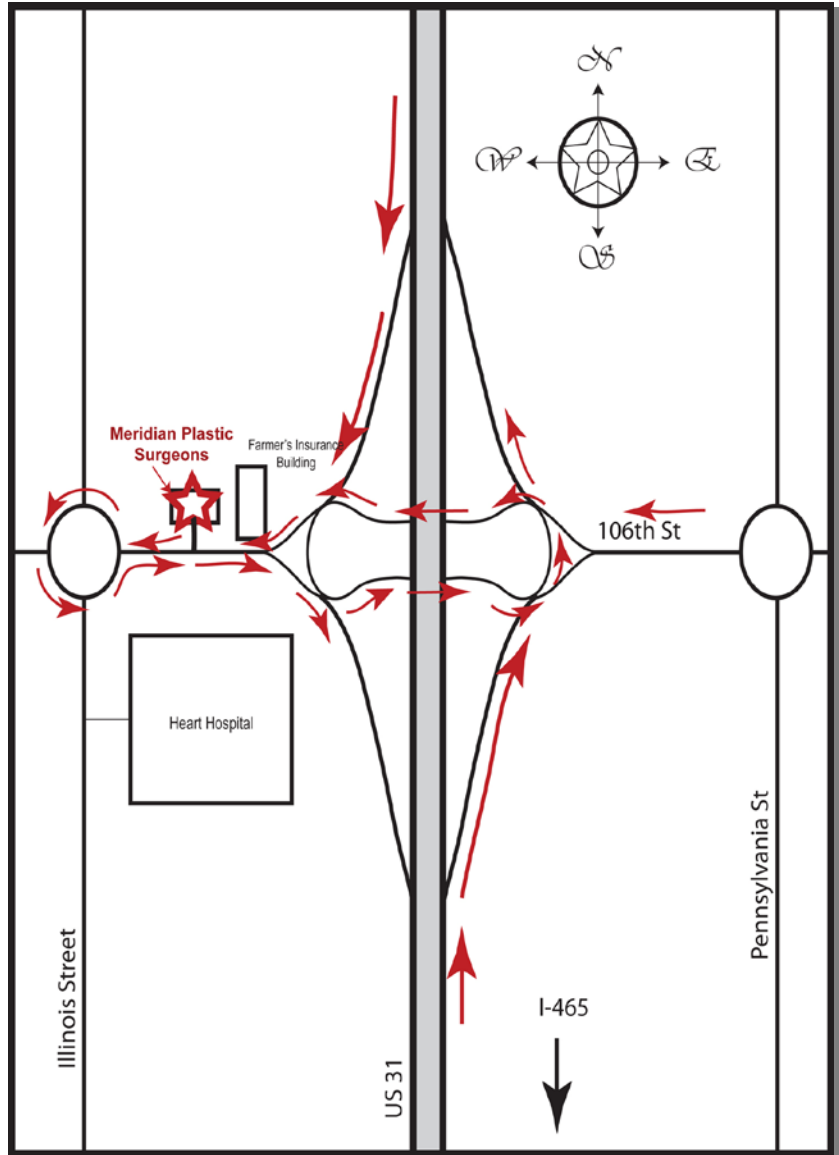 N
W
E
S
Meridian Plastic
Surgeons
Farmer's Insurance
Building
106th St
Heart Hospital
Illinois Street
US 31
I-465
Pennsylvania St